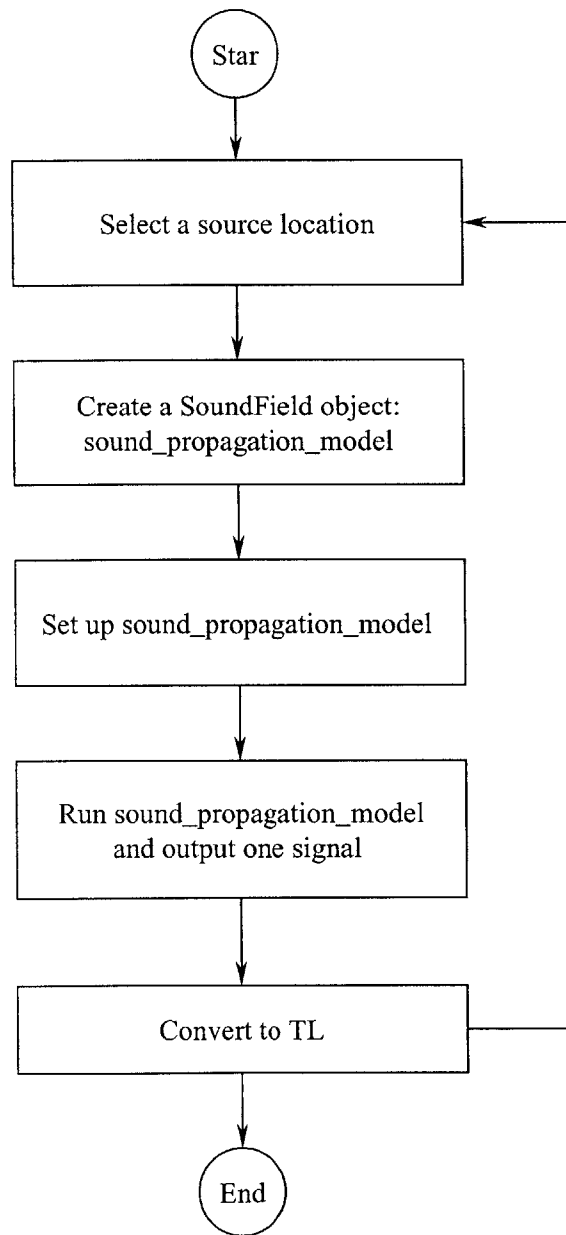 Star
Select a source location
Create a SoundField object:
sound_propagation_model
Set up sound_propagation_model
Run sound_propagation_model
and output one signal
Convert to TL
End